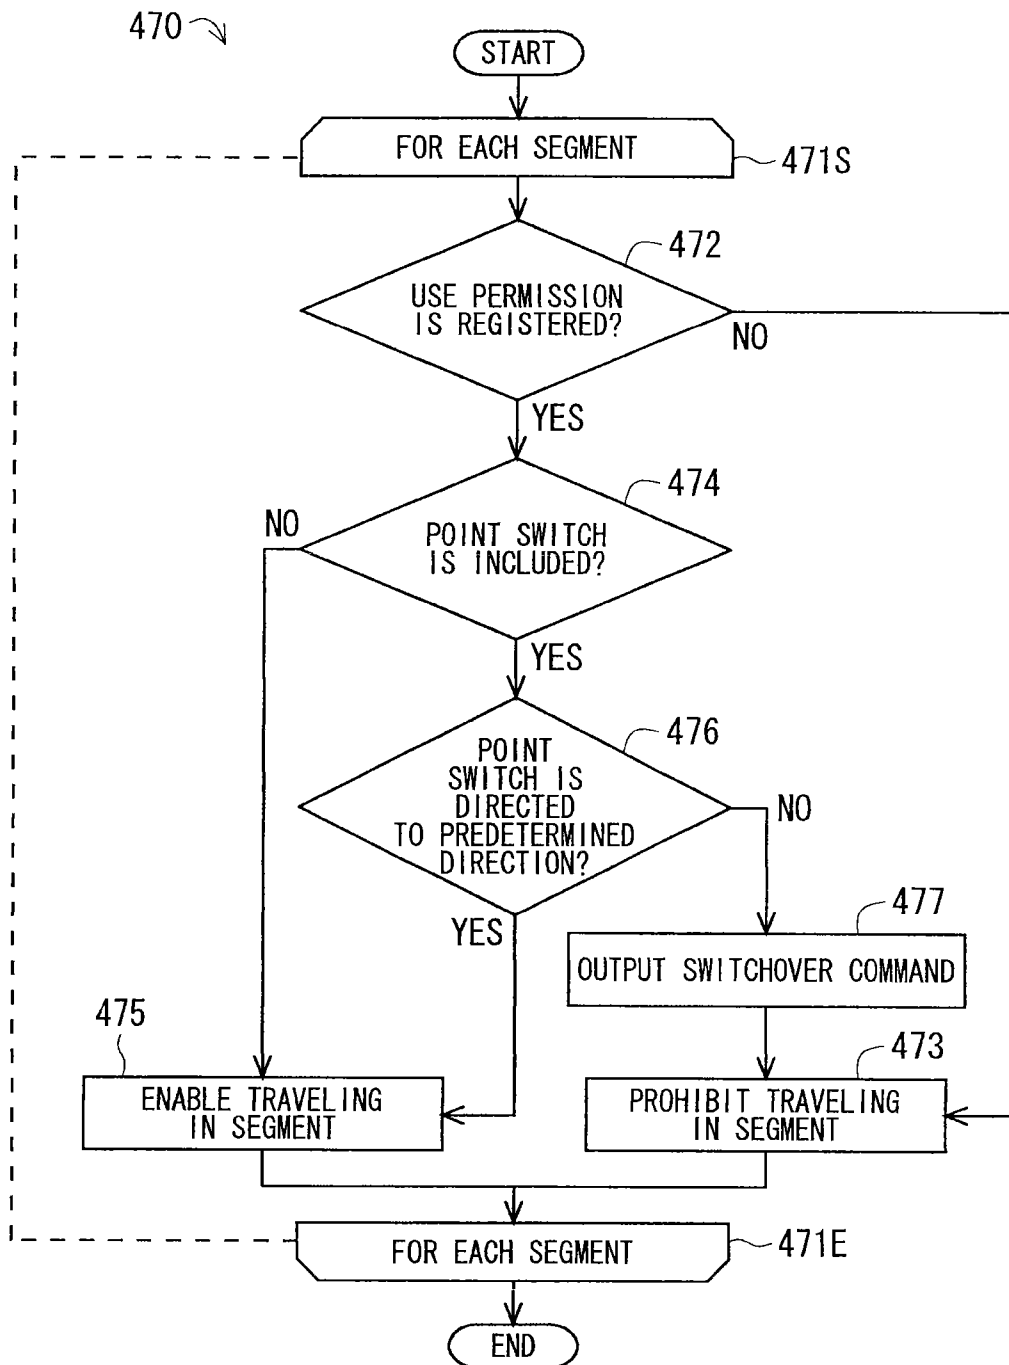 470
START
FOR EACH SEGMENT
471S
472
USE PERMISSION
IS REGISTERED?
NO
YES
474
NO
POINT SWITCH
IS INCLUDED?
YES
476
POINT
SWITCH IS
DIRECTED
TO PREDETERMINED
DIRECTION?
NO
YES
477
OUTPUT SWITCHOVER COMMAND
475
473
ENABLE TRAVELING
IN SEGMENT
PROHIBIT TRAVELING
IN SEGMENT
FOR EACH SEGMENT
471E
END